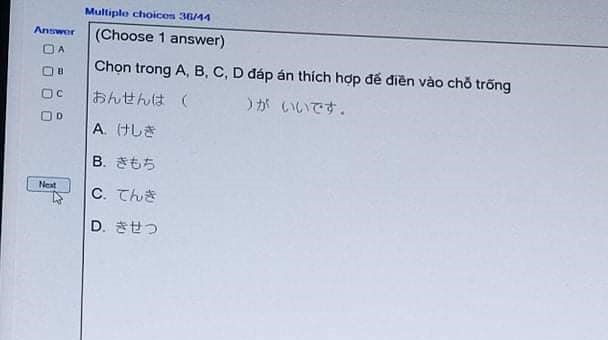 Multiple choices 36/44
Answer
(Choose 1 answer)
A
B
C
D
Next
Chọn trong A, B, C, D đáp án thích hợp để điền vào chỗ trống
おんせんは ( )が いいです。
A. けしき
B. きもち
C. てんき
D. きせつ